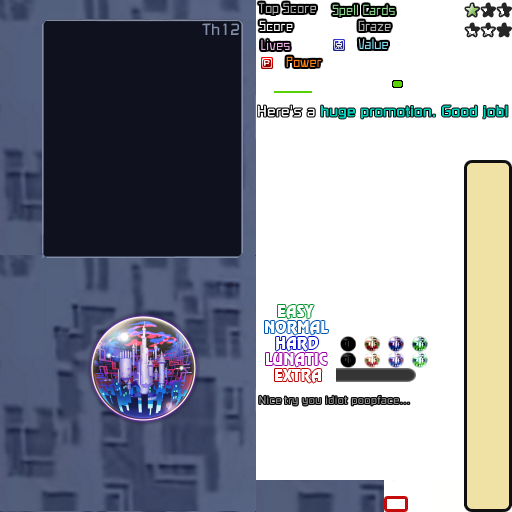 Th12
Top Score
Spell Cards
Score
Graze
Lives
Value
P Power
Here's a huge promotion. Good job!
EASY
NORMAL
HARD
LUNATIC
EXTRA
Nice try you idiot poopface...